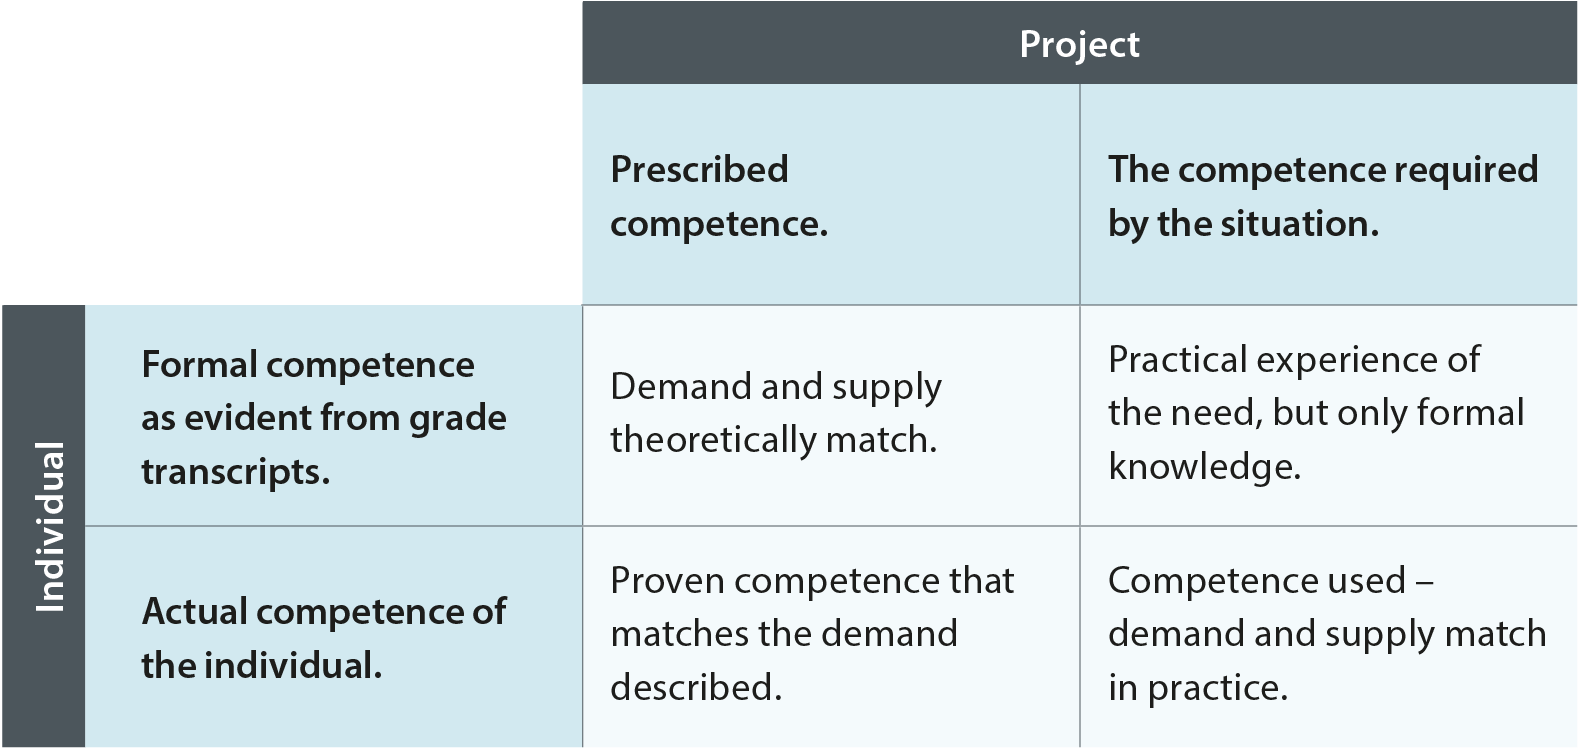 Project
Prescribed
competence.
The competence required
by the situation.
Individual
Formal competence
as evident from grade
transcripts.
Demand and supply
theoretically match.
Practical experience of
the need, but only formal
knowledge.
Actual competence of
the individual.
Proven competence that
matches the demand
described.
Competence used –
demand and supply match
in practice.